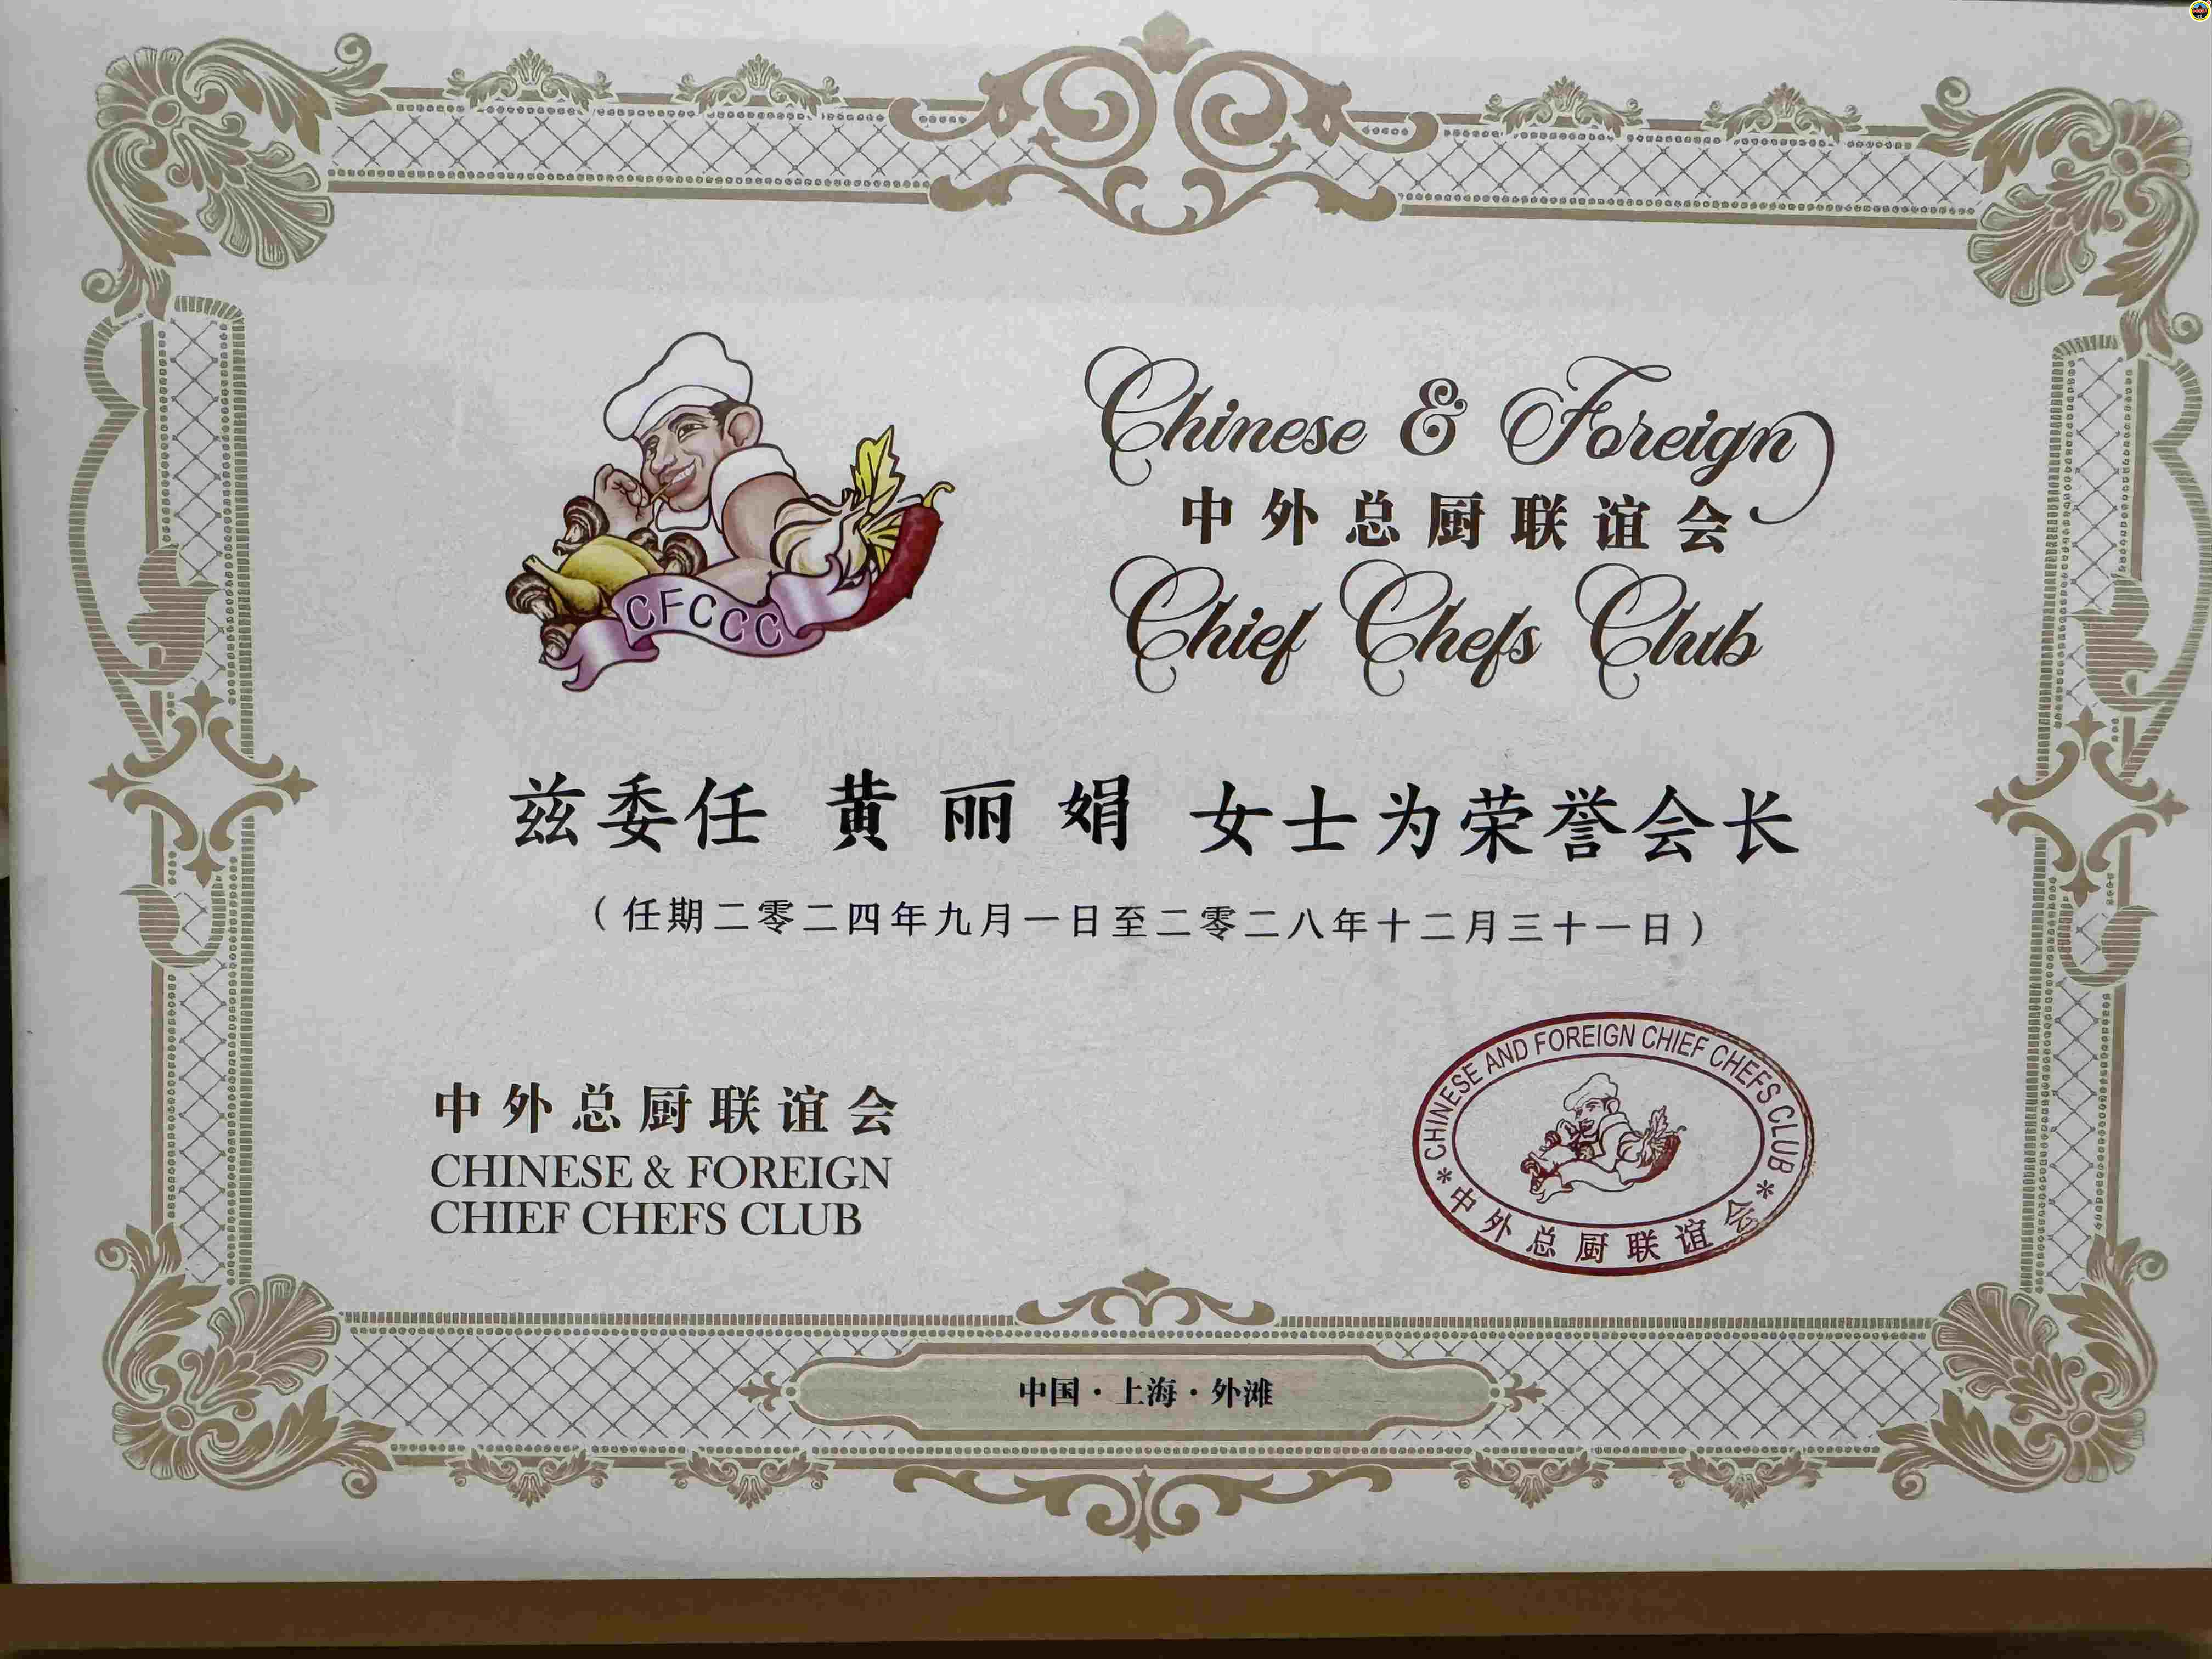 Chinese & Foreign
中外总厨联谊会
Chief Chefs Club
CFCCC
兹委任 黄丽娟 女士为荣誉会长
（任期二零二四年九月一日至二零二八年十二月三十一日）
中外总厨联谊会
CHINESE & FOREIGN
CHIEF CHEFS CLUB
CHINESE AND FOREIGN CHIEF CHEFS CLUB
*中外总厨联谊会*
中国·上海·外滩